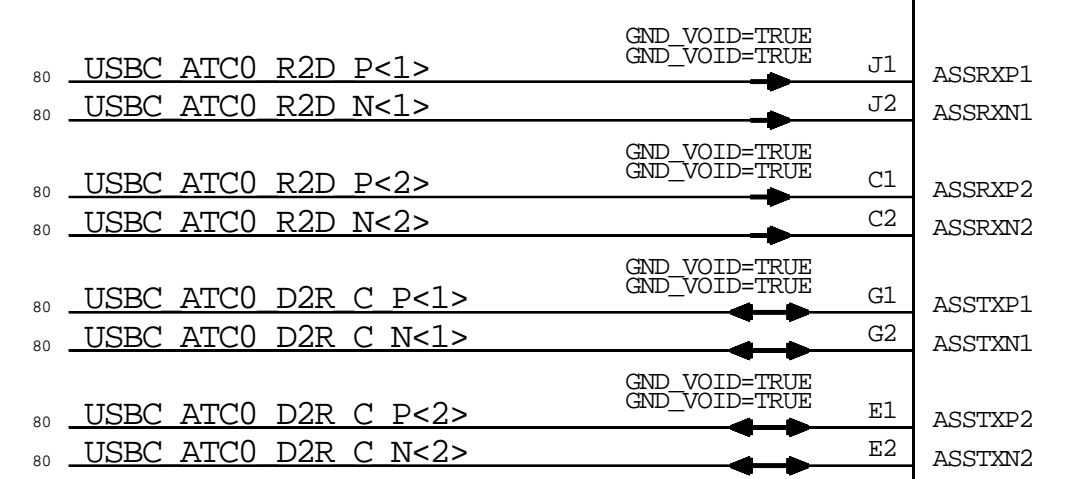 GND_VOID=TRUE
GND_VOID=TRUE
80 USBC_ATC0_R2D_P<1> J1 ASSRXP1
80 USBC_ATC0_R2D_N<1> J2 ASSRXN1
GND_VOID=TRUE
GND_VOID=TRUE
80 USBC_ATC0_R2D_P<2> C1 ASSRXP2
80 USBC_ATC0_R2D_N<2> C2 ASSRXN2
GND_VOID=TRUE
GND_VOID=TRUE
80 USBC_ATC0_D2R_C_P<1> G1 ASSTXP1
80 USBC_ATC0_D2R_C_N<1> G2 ASSTXN1
GND_VOID=TRUE
GND_VOID=TRUE
80 USBC_ATC0_D2R_C_P<2> E1 ASSTXP2
80 USBC_ATC0_D2R_C_N<2> E2 ASSTXN2